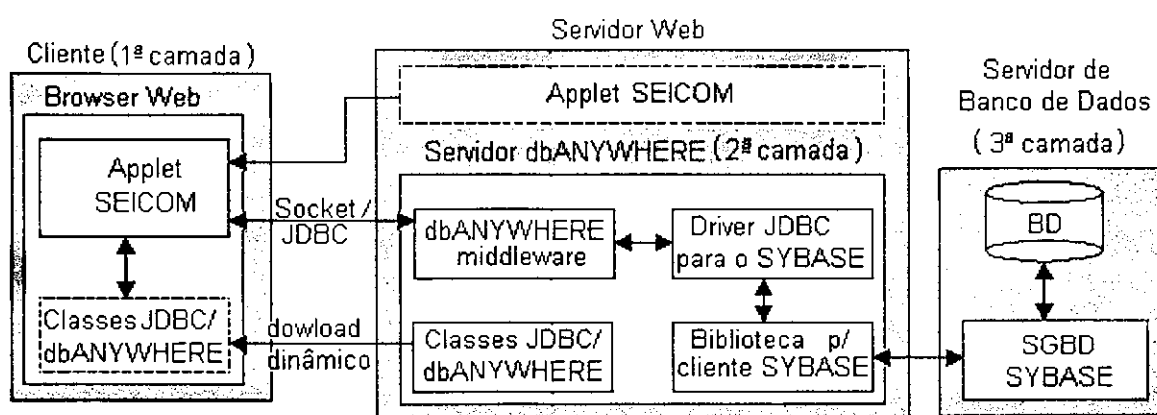 Servidor Web
Cliente (1ª camada)
Browser Web
Applet
SEICOM
Classes JDBC/
dbANYWHERE
Socket /
JDBC
dowload
dinâmico
Applet SEICOM
Servidor dbANYWHERE (2ª camada)
dbANYWHERE
middleware
Driver JDBC
para o SYBASE
Classes JDBC/
dbANYWHERE
Biblioteca p/
cliente SYBASE
Servidor de
Banco de Dados
( 3ª camada)
BD
SGBD
SYBASE